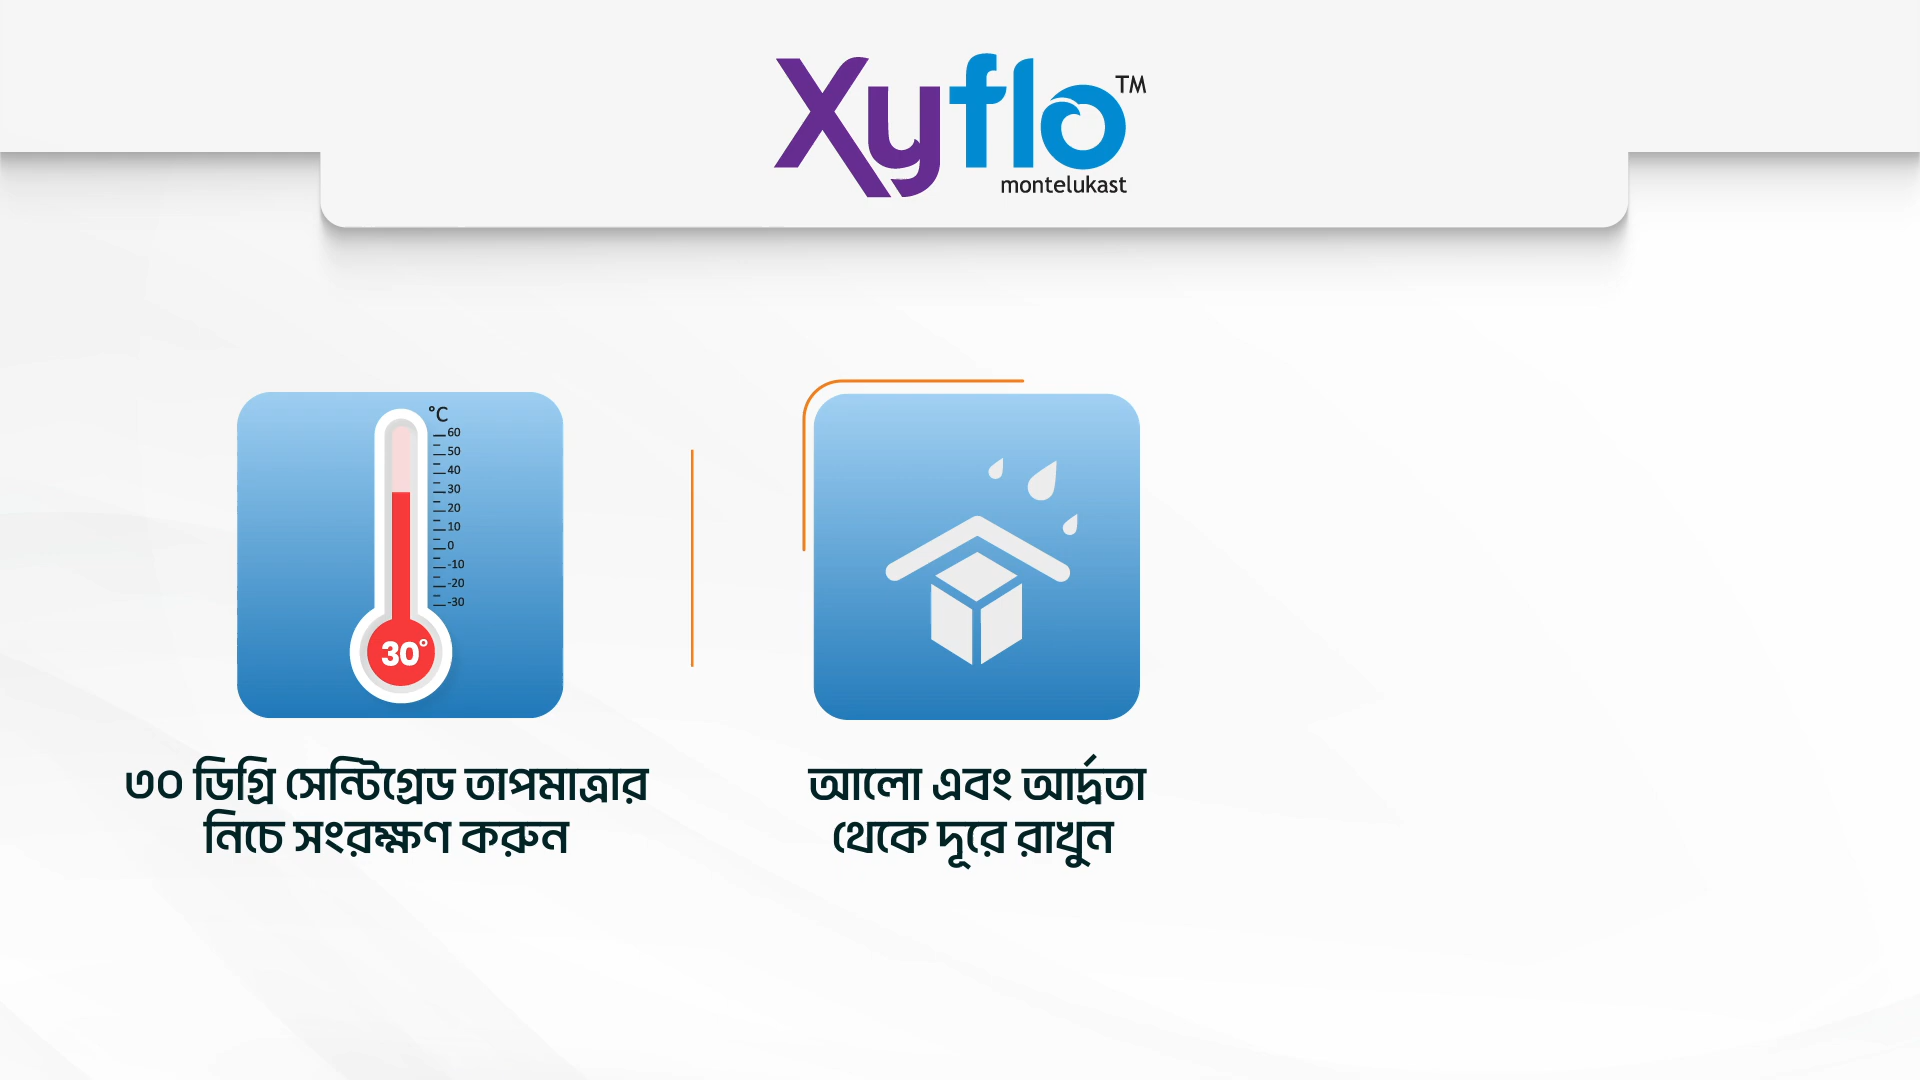 Xyflo™
montelukast
°C
60
50
40
30
20
10
0
-10
-20
-30
30°
৩০ ডিগ্রি সেন্টিগ্রেড তাপমাত্রার
নিচে সংরক্ষণ করুন
আলো এবং আর্দ্রতা
থেকে দূরে রাখুন